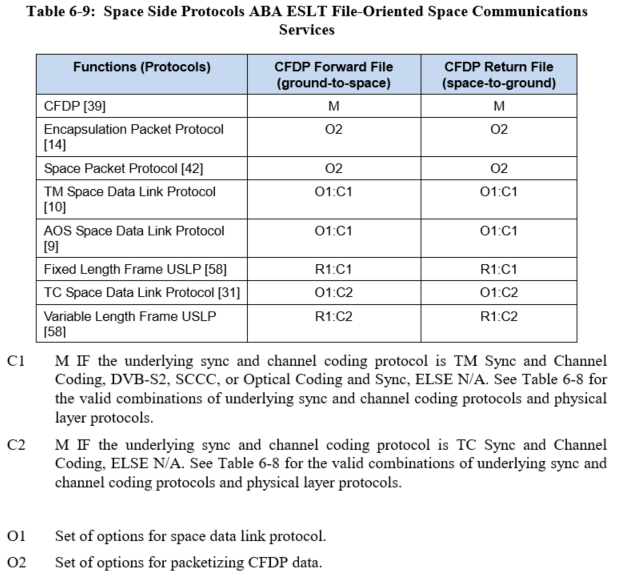 Table 6-9:  Space Side Protocols ABA ESLT File-Oriented Space Communications
Services
Functions (Protocols)
CFDP Forward File
(ground-to-space)
CFDP Return File
(space-to-ground)
CFDP [39]
M
M
Encapsulation Packet Protocol
[14]
O2
O2
Space Packet Protocol [42]
O2
O2
TM Space Data Link Protocol
[10]
O1:C1
O1:C1
AOS Space Data Link Protocol
[9]
O1:C1
O1:C1
Fixed Length Frame USLP [58]
R1:C1
R1:C1
TC Space Data Link Protocol [31]
O1:C2
O1:C2
Variable Length Frame USLP
[58]
R1:C2
R1:C2
C1 M IF the underlying sync and channel coding protocol is TM Sync and Channel
Coding, DVB-S2, SCCC, or Optical Coding and Sync, ELSE N/A. See Table 6-8 for
the valid combinations of underlying sync and channel coding protocols and physical
layer protocols.
C2 M IF the underlying sync and channel coding protocol is TC Sync and Channel
Coding, ELSE N/A. See Table 6-8 for the valid combinations of underlying sync and
channel coding protocols and physical layer protocols.
O1 Set of options for space data link protocol.
O2 Set of options for packetizing CFDP data.